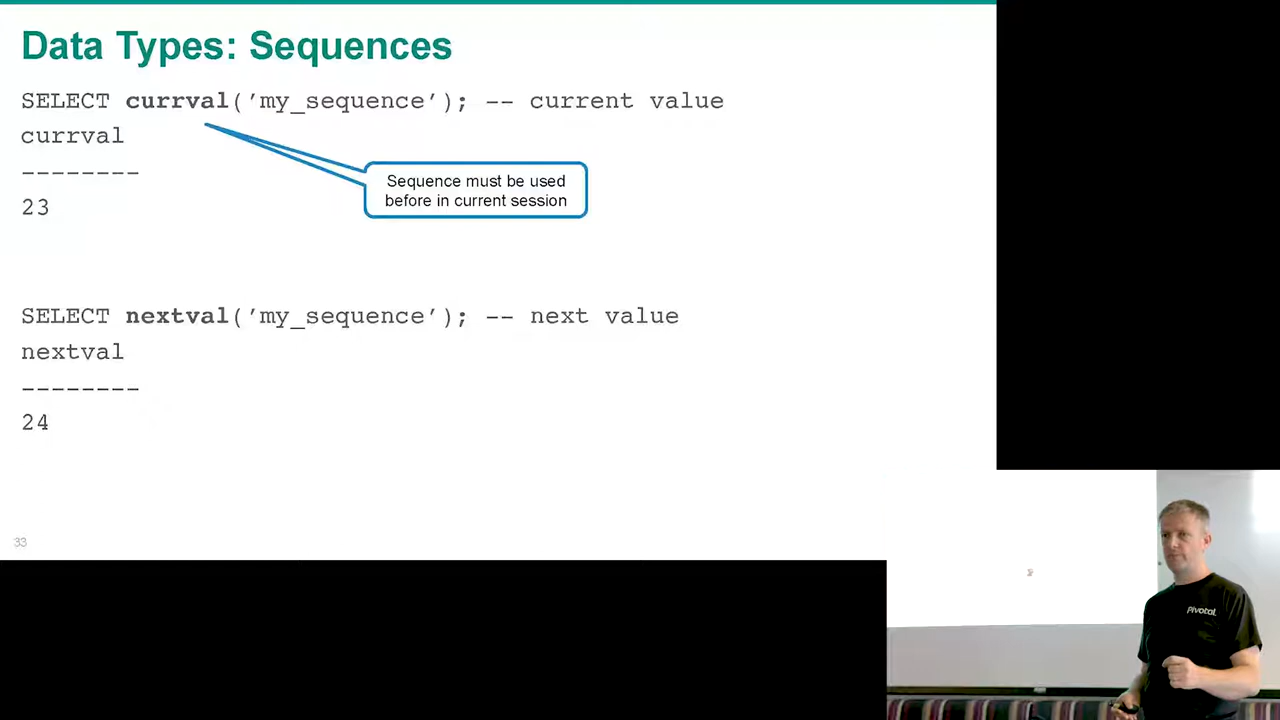 Data Types: Sequences
SELECT currval(’my_sequence’); -- current value
currval
--------
23
Sequence must be used
before in current session
SELECT nextval(’my_sequence’); -- next value
nextval
--------
24
33
Pivotal